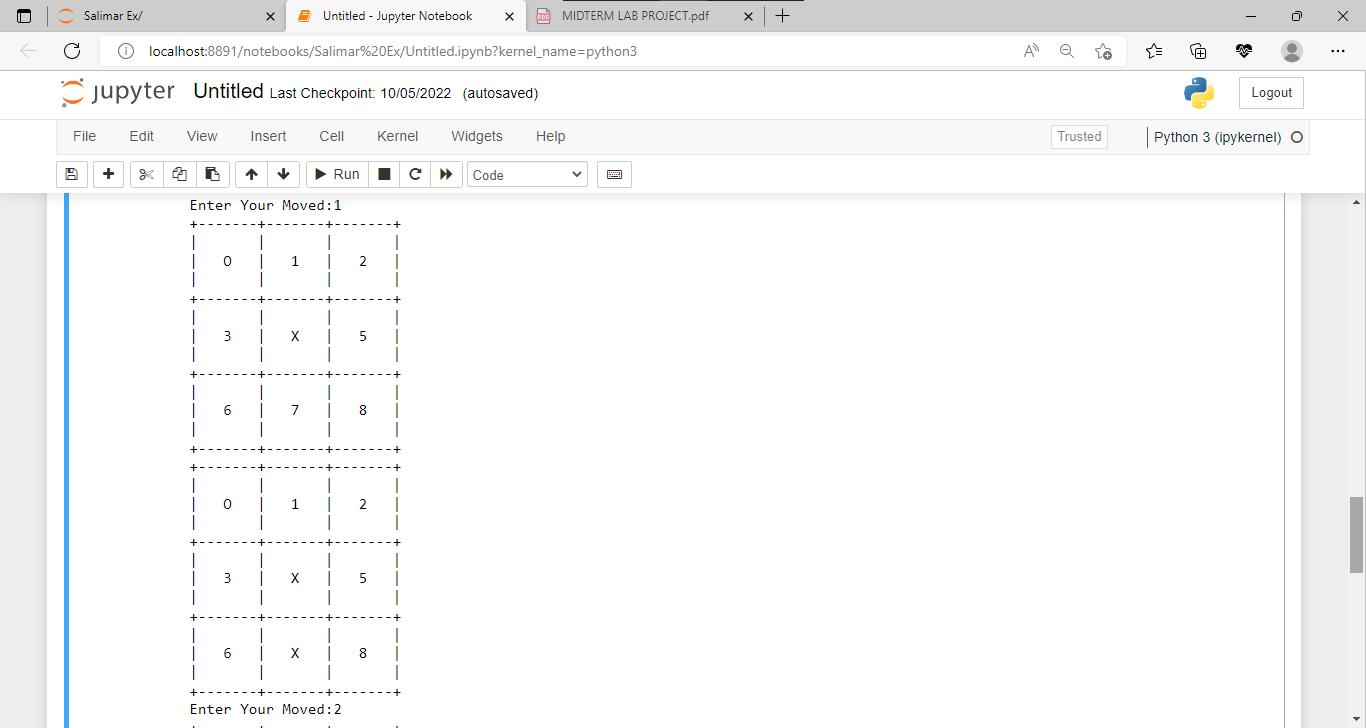 Salimar Ex/
Untitled - Jupyter Notebook
MIDTERM LAB PROJECT.pdf
localhost:8891/notebooks/Salimar%20Ex/Untitled.ipynb?kernel_name=python3
jupyter Untitled Last Checkpoint: 10/05/2022 (autosaved)
Logout
File Edit View Insert Cell Kernel Widgets Help
Trusted
Python 3 (ipykernel)
Run
Code
Enter Your Moved:1
+-------+-------+-------+
|       |       |       |
|   0   |   1   |   2   |
|       |       |       |
+-------+-------+-------+
|       |       |       |
|   3   |   X   |   5   |
|       |       |       |
+-------+-------+-------+
|       |       |       |
|   6   |   7   |   8   |
|       |       |       |
+-------+-------+-------+
+-------+-------+-------+
|       |       |       |
|   0   |   1   |   2   |
|       |       |       |
+-------+-------+-------+
|       |       |       |
|   3   |   X   |   5   |
|       |       |       |
+-------+-------+-------+
|       |       |       |
|   6   |   X   |   8   |
|       |       |       |
+-------+-------+-------+
Enter Your Moved:2